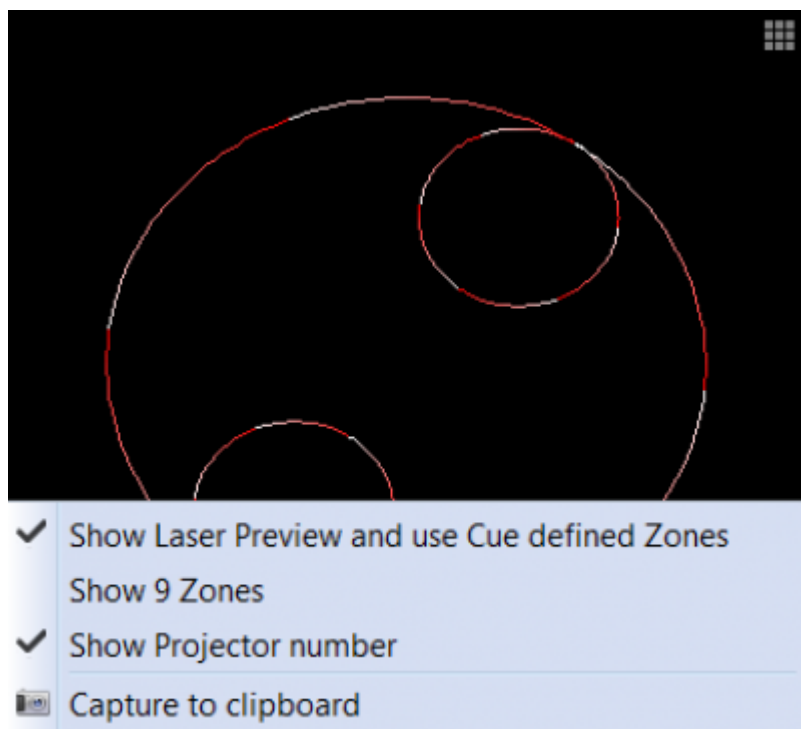 Show Laser Preview and use Cue defined Zones
Show 9 Zones
Show Projector number
Capture to clipboard